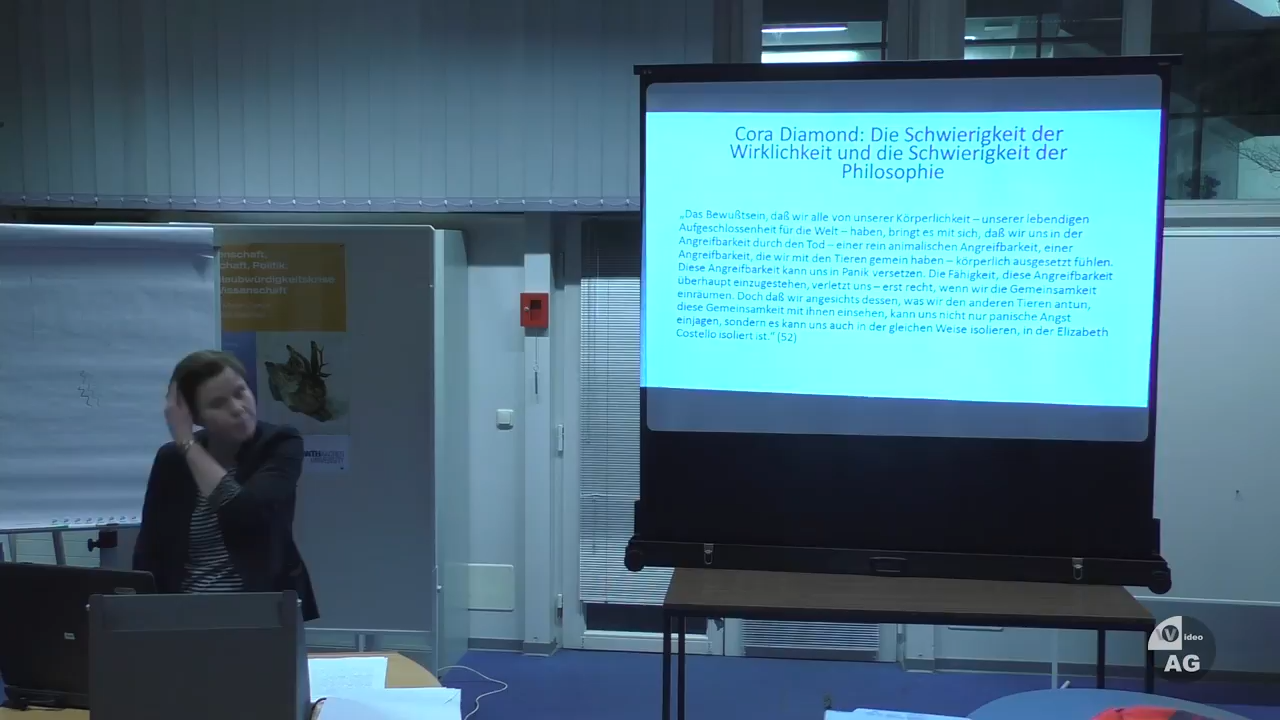 Cora Diamond: Die Schwierigkeit der
Wirklichkeit und die Schwierigkeit der
Philosophie
„Das Bewußtsein, daß wir alle von unserer Körperlichkeit – unserer lebendigen
Aufgeschlossenheit für die Welt – haben, bringt es mit sich, daß wir uns in der
Angreifbarkeit durch den Tod – einer rein animalischen Angreifbarkeit, einer
Angreifbarkeit, die wir mit den Tieren gemein haben – körperlich ausgesetzt fühlen.
Diese Angreifbarkeit kann uns in Panik versetzen. Die Fähigkeit, diese Angreifbarkeit
überhaupt einzugestehen, verletzt uns – erst recht, wenn wir die Gemeinsamkeit
einräumen. Doch daß wir angesichts dessen, was wir den anderen Tieren antun,
diese Gemeinsamkeit mit ihnen einsehen, kann uns nicht nur panische Angst
einjagen, sondern es kann uns auch in der gleichen Weise isolieren, in der Elizabeth
Costello isoliert ist.“ (52)
enschaft.
chaft, Politik.
laubwürdigkeitskrise
Wissenschaft
Video
AG